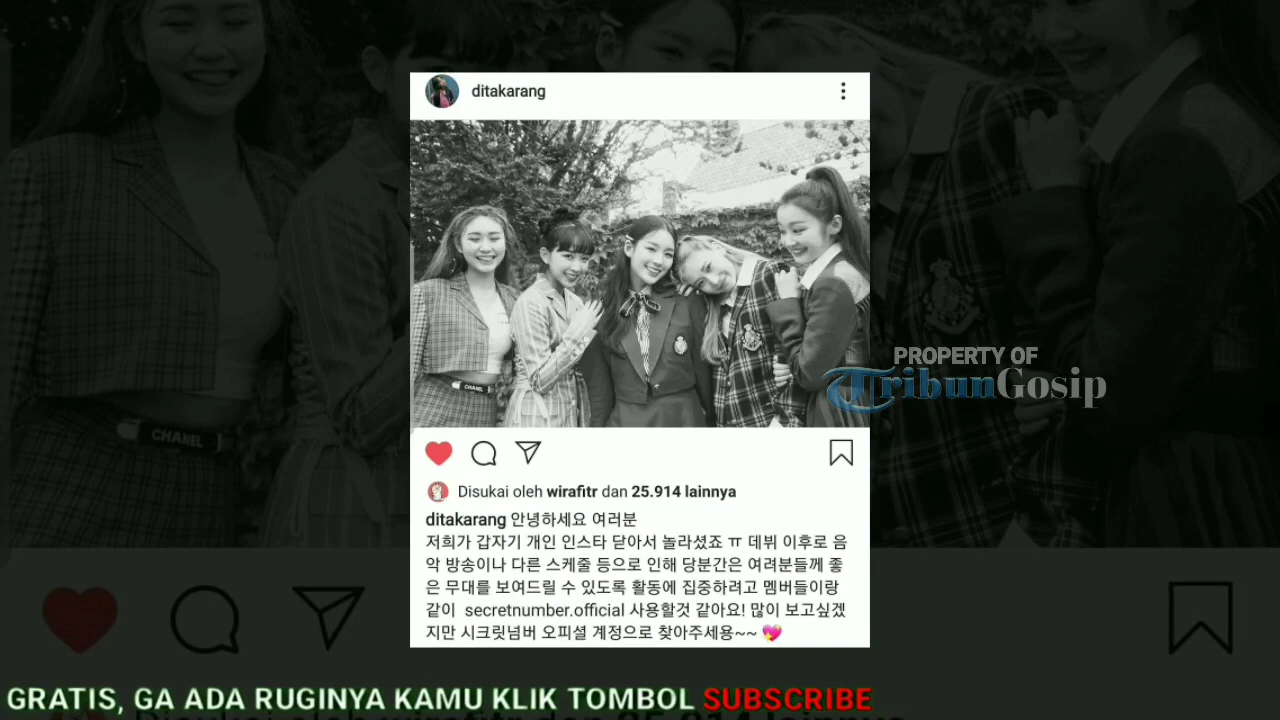 ditakarang
CHANEL
CHANEL
PROPERTY OF
TribunGosip
Disukai oleh wirafitr dan 25.914 lainnya
ditakarang 안녕하세요 여러분
저희가 갑자기 개인 인스타 닫아서 놀라셨죠 ㅠ 데뷔 이후로 음
악 방송이나 다른 스케줄 등으로 인해 당분간은 여려분들께 좋
은 무대를 보여드릴 수 있도록 활동에 집중하려고 멤버들이랑
같이 secretnumber.official 사용할것 같아요! 많이 보고싶겠
지만 시크릿넘버 오피셜 계정으로 찾아주세용~~ 💖
GRATIS, GA ADA RUGINYA KAMU KLIK TOMBOL SUBSCRIBE